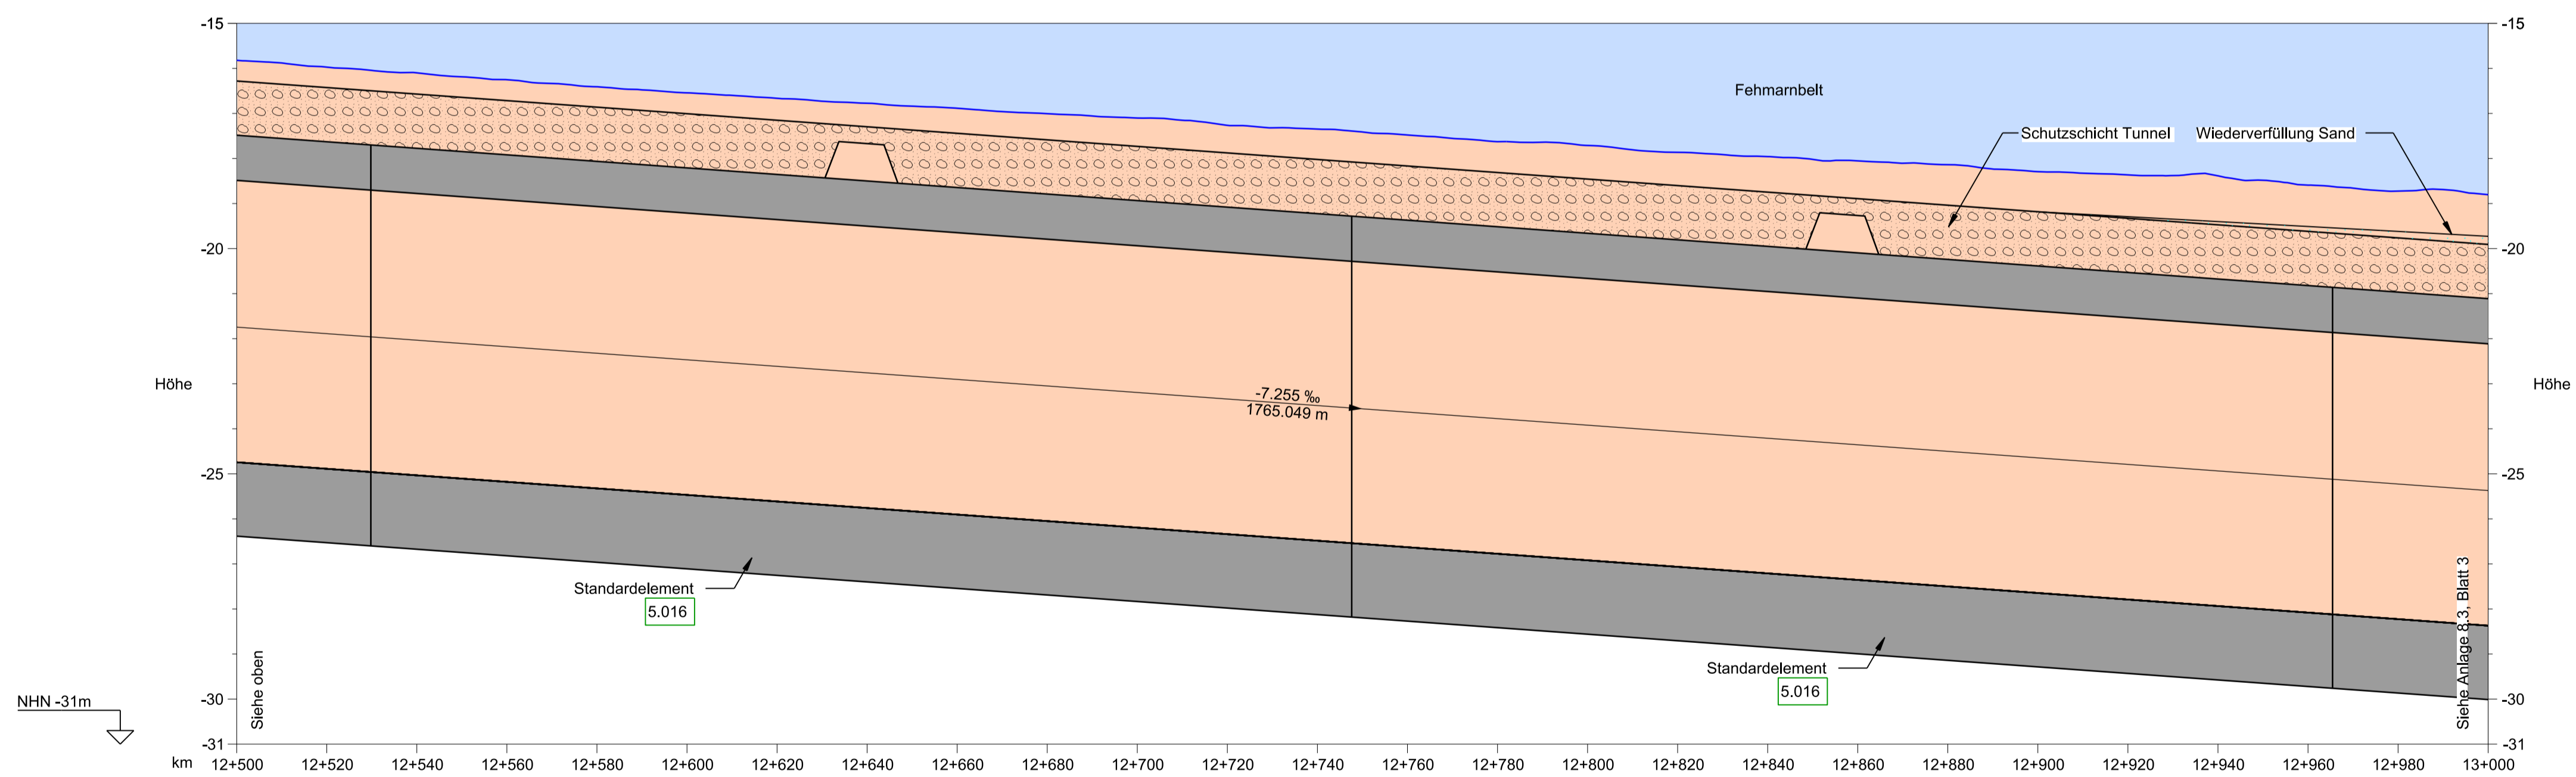 -15
-15
Fehmarnbelt
Schutzschicht Tunnel
Wiederverfüllung Sand
-20
-20
Höhe
Höhe
-7.255 ‰
1765.049 m
-25
-25
Standardelement
5.016
Standardelement
5.016
Siehe oben
Siehe Anlage 8.3, Blatt 3
NHN -31m
-30
-30
-31
-31
km
12+500 12+520 12+540 12+560 12+580 12+600 12+620 12+640 12+660 12+680 12+700 12+720 12+740 12+760 12+780 12+800 12+820 12+840 12+860 12+880 12+900 12+920 12+940 12+960 12+980 13+000